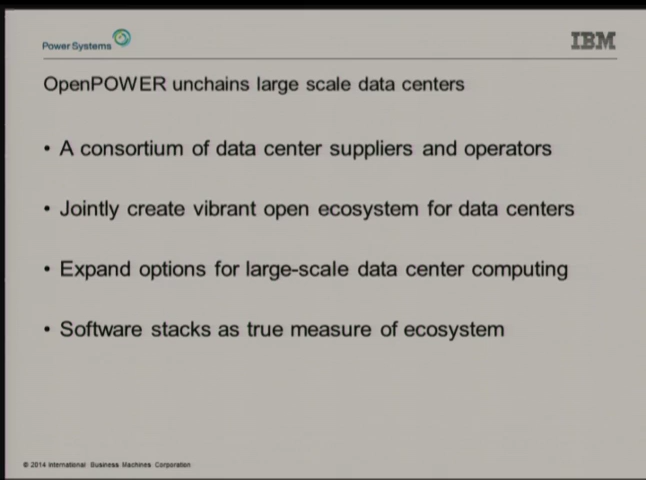 Power Systems
IBM
OpenPOWER unchains large scale data centers
• A consortium of data center suppliers and operators
• Jointly create vibrant open ecosystem for data centers
• Expand options for large-scale data center computing
• Software stacks as true measure of ecosystem
© 2014 International Business Machines Corporation